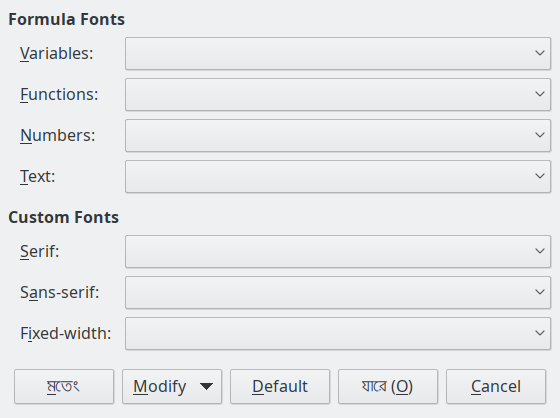 Formula Fonts
Variables:
Functions:
Numbers:
Text:
Custom Fonts
Serif:
Sans-serif:
Fixed-width:
মতেং Modify Default যারে (O) Cancel